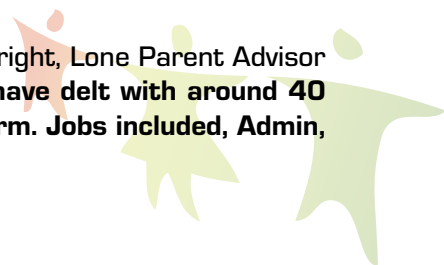 right, Lone Parent Advisor
have delt with around 40
rm. Jobs included, Admin,